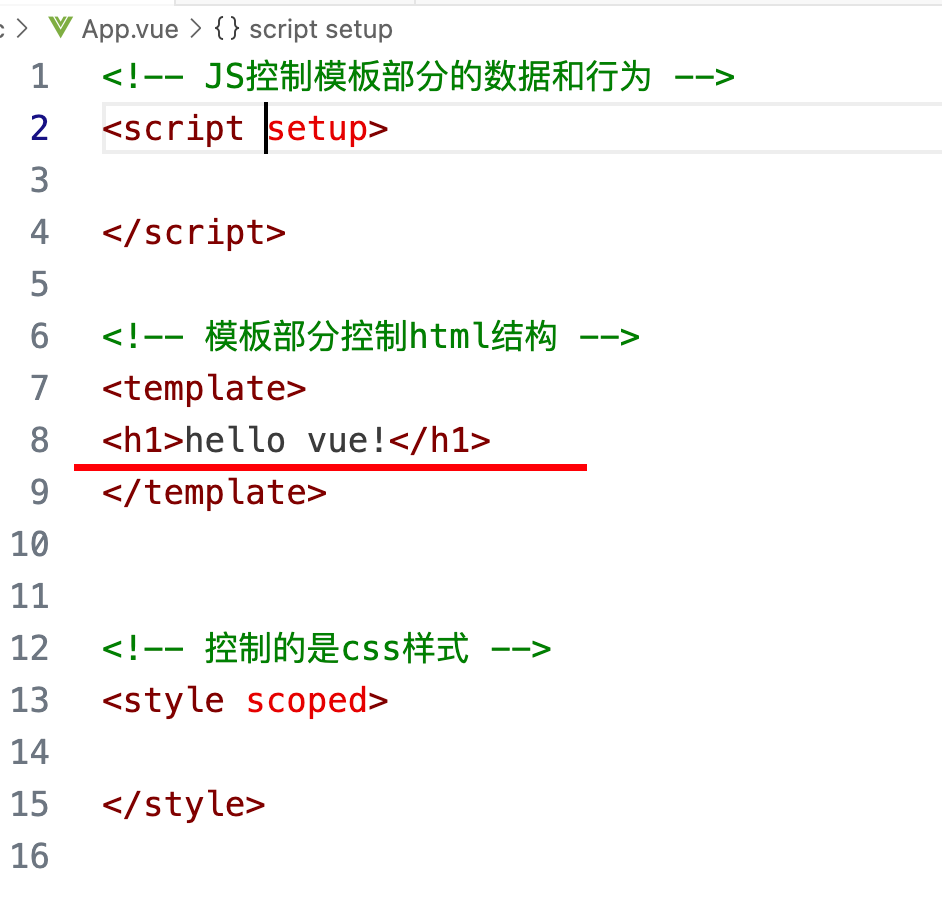 App.vue > {} script setup
1 <!-- JS控制模板部分的数据和行为 -->
2 <script setup>
3
4 </script>
5
6 <!-- 模板部分控制html结构 -->
7 <template>
8 <h1>hello vue!</h1>
9 </template>
10
11
12 <!-- 控制的是css样式 -->
13 <style scoped>
14
15 </style>
16